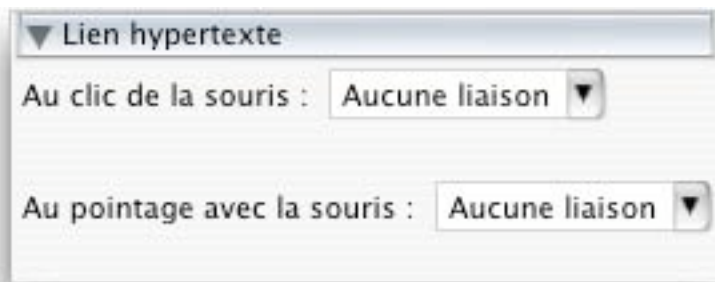 Lien hypertexte
Au clic de la souris : Aucune liaison
Au pointage avec la souris : Aucune liaison